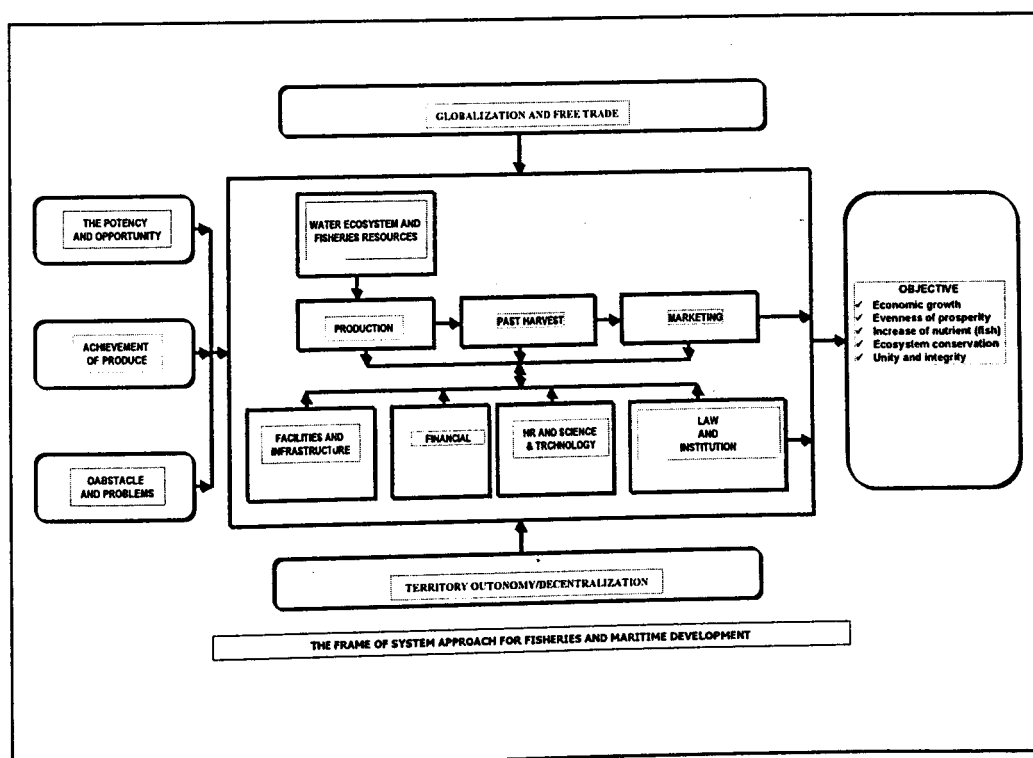 GLOBALIZATION AND FREE TRADE
THE POTENCY
AND OPPORTUNITY
ACHIEVEMENT
OF PRODUCE
OABSTACLE
AND PROBLEMS
WATER ECOSYSTEM AND
FISHERIES RESOURCES
PRODUCTION
PAST HARVEST
MARKETING
FACILITIES AND
INFRASTRUCTURE
FINANCIAL
HR AND SCIENCE
& TRCHNOLOGY
LAW
AND
INSTITUTION
OBJECTIVE
✓ Economic growth
✓ Evenness of prosperity
✓ Increase of nutrient (fish)
✓ Ecosystem conservation
✓ Unity and integrity
TERRITORY OUTONOMY/DECENTRALIZATION
THE FRAME OF SYSTEM APPROACH FOR FISHERIES AND MARITIME DEVELOPMENT